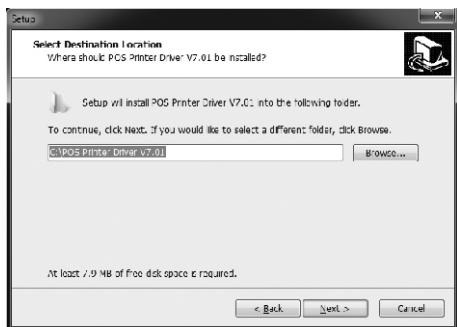 Setup
Select Destination Location
Where should POS Printer Driver V7.01 be installed?
Setup will install POS Printer Driver V7.01 into the following folder.
To continue, click Next. If you would like to select a different folder, click Browse.
C:\POS Printer Driver V7.01
Browse...
At least 7.9 MB of free disk space is required.
< Back
Next >
Cancel